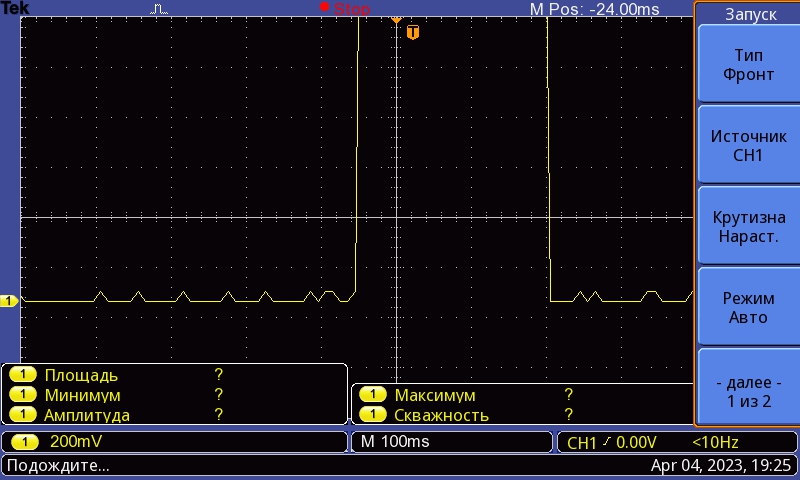 Tek
Stop
M Pos: -24.00ms
T
Запуск
Тип
Фронт
Источник
CH1
Крутизна
Нараст.
Режим
Авто
- далее -
1 из 2
1
1 Площадь ?
1 Минимум ?
1 Амплитуда ?
1 Максимум ?
1 Скважность ?
1 200mV
M 100ms
CH1 0.00V <10Hz
Подождите...
Apr 04, 2023, 19:25